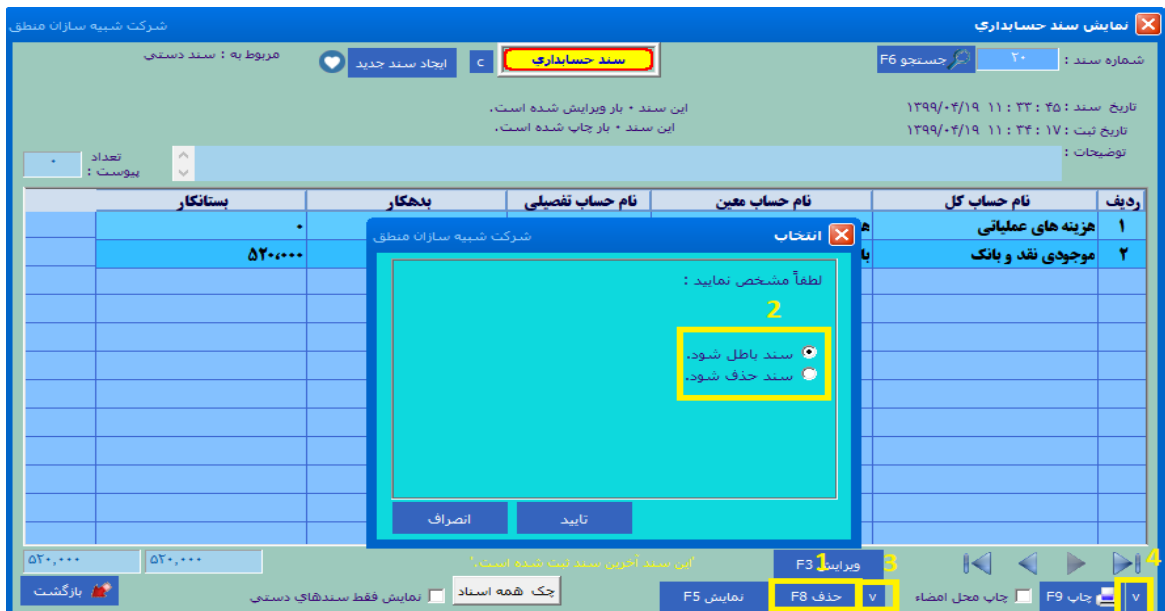 نمایش سند حسابداري
شرکت شبیه سازان منطق
شماره سند :
۲۰
جستجو F6
سند حسابداري
C
ایجاد سند جدید
مربوط به : سند دستی
تاریخ سند : ۴۵ : ۳۳ : ۱۱ ۱۳۹۹/۰۴/۱۹
این سند ۰ بار ویرایش شده است.
تاریخ ثبت : ۱۷ : ۳۴ : ۱۱ ۱۳۹۹/۰۴/۱۹
این سند ۰ بار چاپ شده است.
توضیحات :
تعداد
پیوست :
۰
ردیف نام حساب کل نام حساب معین نام حساب تفصیلی بدهکار بستانکار
۱ هزینه های عملیاتی ۰
۲ موجودی نقد و بانک ۵۲۰,۰۰۰
انتخاب
شرکت شبیه سازان منطق
لطفاً مشخص نمایید :
2
سند باطل شود.
سند حذف شود.
تایید
انصراف
۵۲۰,۰۰۰
۵۲۰,۰۰۰
این سند آخرین سند ثبت شده است.
ویرایش F3
1
3
4
v
چاپ F9
چاپ محل امضاء
v
حذف F8
نمایش F5
چک همه اسناد
نمایش فقط سندهاي دستی
بازگشت